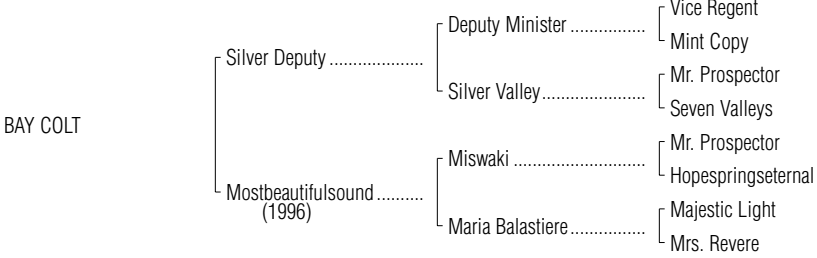 Vice Regent
Deputy Minister ................
Mint Copy
Silver Deputy ....................
Mr. Prospector
Silver Valley......................
Seven Valleys
BAY COLT
Mr. Prospector
Miswaki ............................
Hopespringseternal
Mostbeautifulsound ..........
(1996)
Majestic Light
Maria Balastiere................
Mrs. Revere